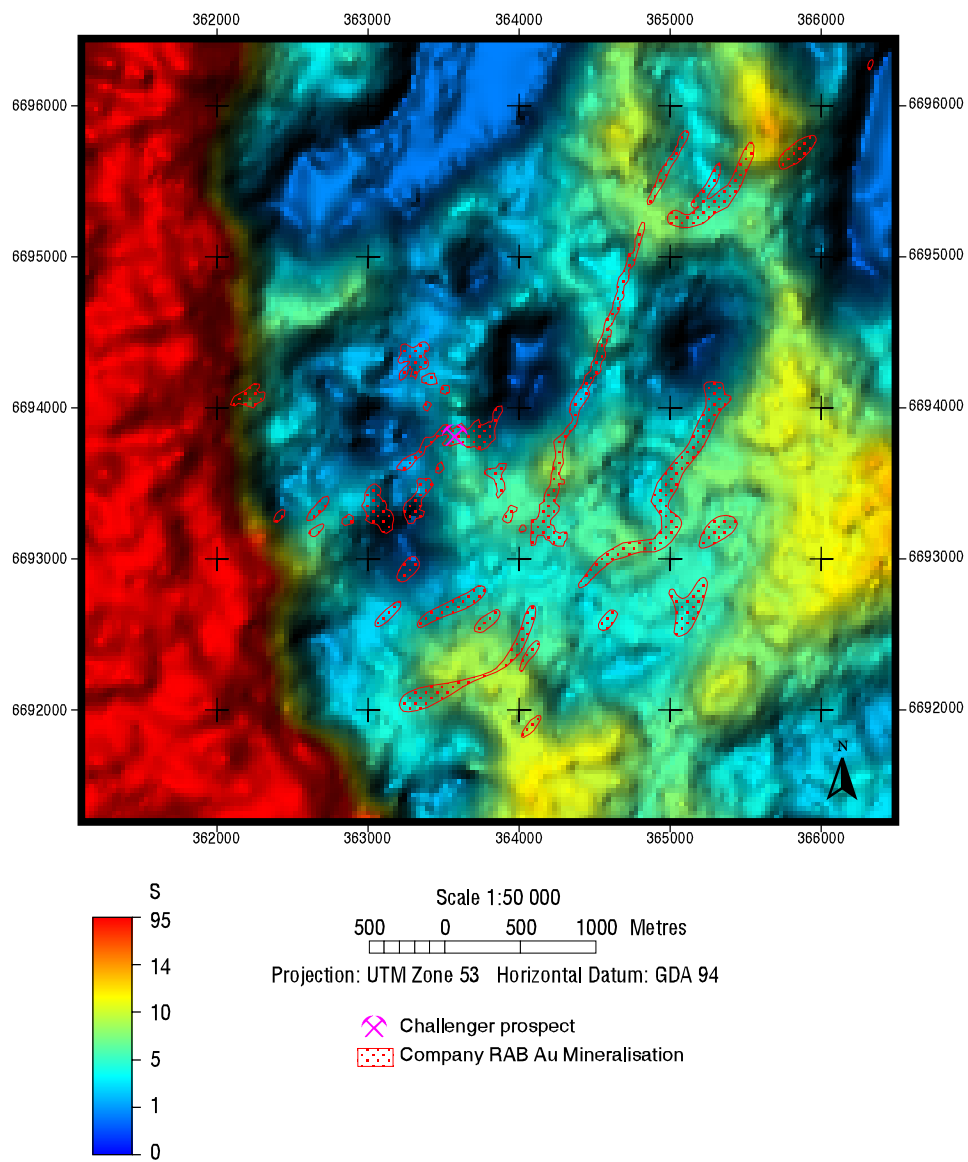 362000 363000 364000 365000 366000
6696000 6696000
6695000 6695000
6694000 6694000
6693000 6693000
6692000 6692000
N
362000 363000 364000 365000 366000
S
95
14
10
5
1
0
Scale 1:50 000
500 0 500 1000 Metres
Projection: UTM Zone 53 Horizontal Datum: GDA 94
Challenger prospect
Company RAB Au Mineralisation